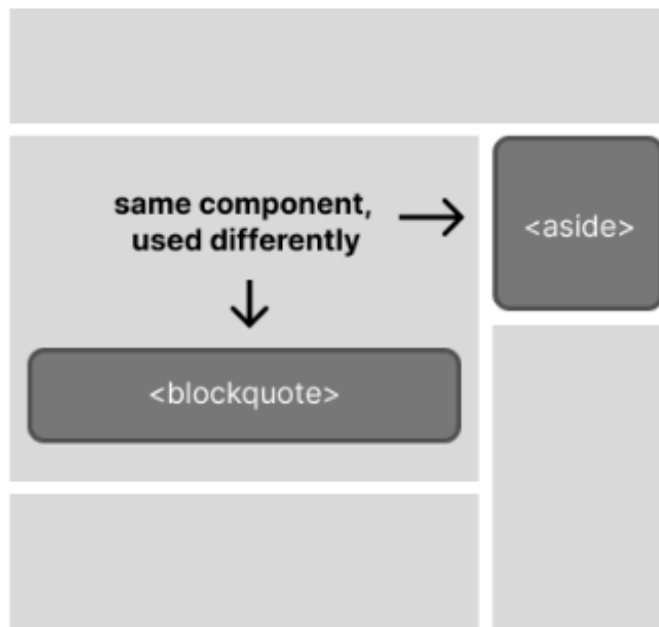 same component,
used differently
<aside>
<blockquote>